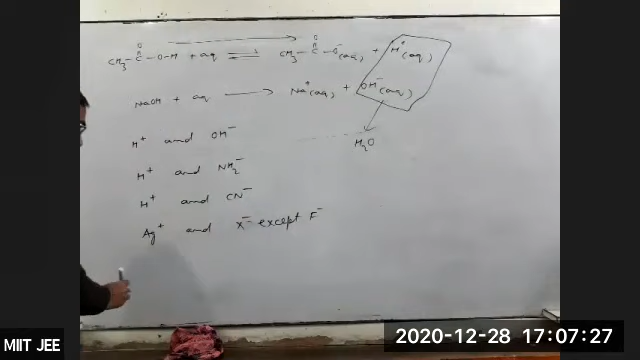 O O
CH₃ – C – O – H + aq ⇌ CH₃ – C – O⁻(aq) + H⁺(aq)
NaOH + aq ⟶ Na⁺(aq) + OH⁻(aq)
H₂O
H⁺ and OH⁻
H⁺ and NH₂⁻
H⁺ and CN⁻
Ag⁺ and X⁻ except F⁻
MIIT JEE
2020-12-28 17:07:27